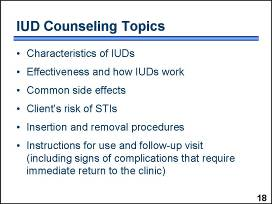 IUD Counseling Topics
• Characteristics of IUDs
• Effectiveness and how IUDs work
• Common side effects
• Client's risk of STIs
• Insertion and removal procedures
• Instructions for use and follow-up visit
(including signs of complications that require
immediate return to the clinic)
18